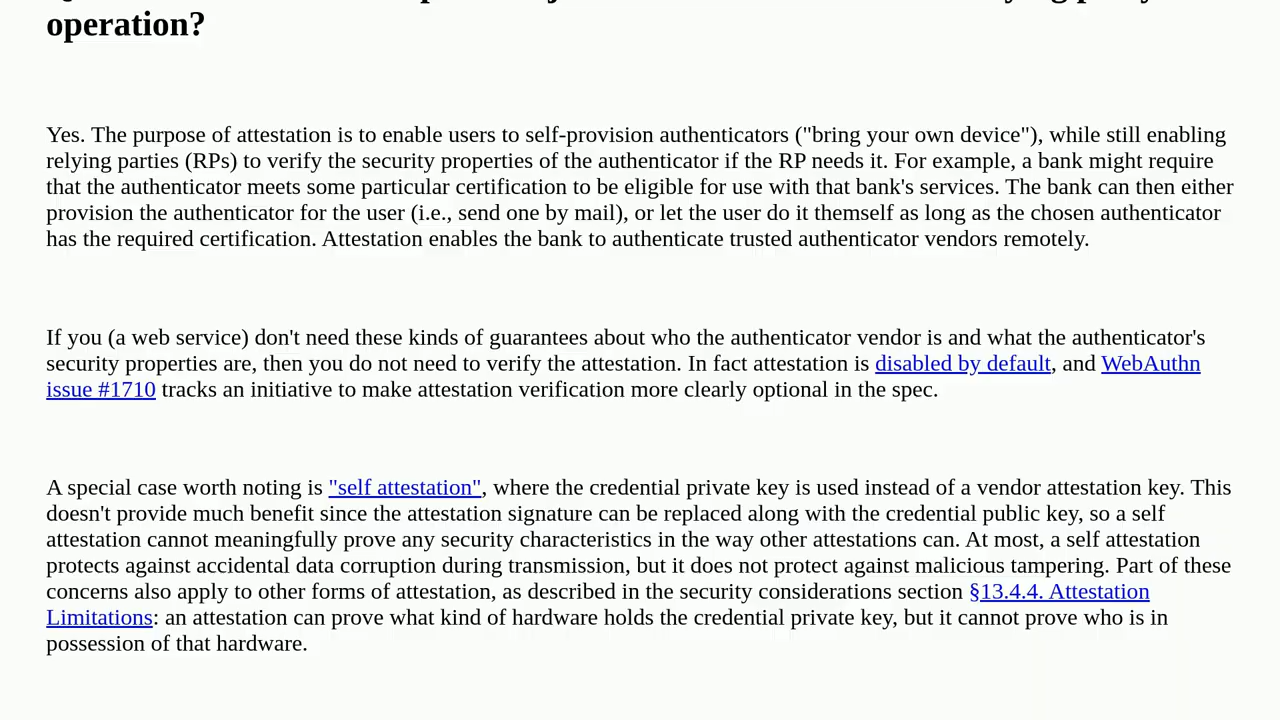 operation?
Yes. The purpose of attestation is to enable users to self-provision authenticators ("bring your own device"), while still enabling
relying parties (RPs) to verify the security properties of the authenticator if the RP needs it. For example, a bank might require
that the authenticator meets some particular certification to be eligible for use with that bank's services. The bank can then either
provision the authenticator for the user (i.e., send one by mail), or let the user do it themself as long as the chosen authenticator
has the required certification. Attestation enables the bank to authenticate trusted authenticator vendors remotely.
If you (a web service) don't need these kinds of guarantees about who the authenticator vendor is and what the authenticator's
security properties are, then you do not need to verify the attestation. In fact attestation is disabled by default, and WebAuthn
issue #1710 tracks an initiative to make attestation verification more clearly optional in the spec.
A special case worth noting is "self attestation", where the credential private key is used instead of a vendor attestation key. This
doesn't provide much benefit since the attestation signature can be replaced along with the credential public key, so a self
attestation cannot meaningfully prove any security characteristics in the way other attestations can. At most, a self attestation
protects against accidental data corruption during transmission, but it does not protect against malicious tampering. Part of these
concerns also apply to other forms of attestation, as described in the security considerations section §13.4.4. Attestation
Limitations: an attestation can prove what kind of hardware holds the credential private key, but it cannot prove who is in
possession of that hardware.